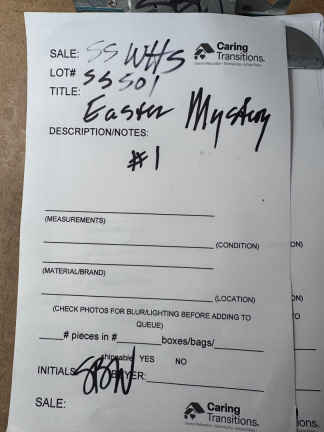 SALE: SS WHS
Caring Transitions.
LOT# SS501
TITLE:
Easter Mystery
DESCRIPTION/NOTES:
#1
(MEASUREMENTS)
(CONDITION)
(MATERIAL/BRAND)
(LOCATION)
(CHECK PHOTOS FOR BLUR/LIGHTING BEFORE ADDING TO
QUEUE)
# pieces in # boxes/bags/
shippable YES NO
INITIALS BUYER:
SALE:
Caring Transitions.